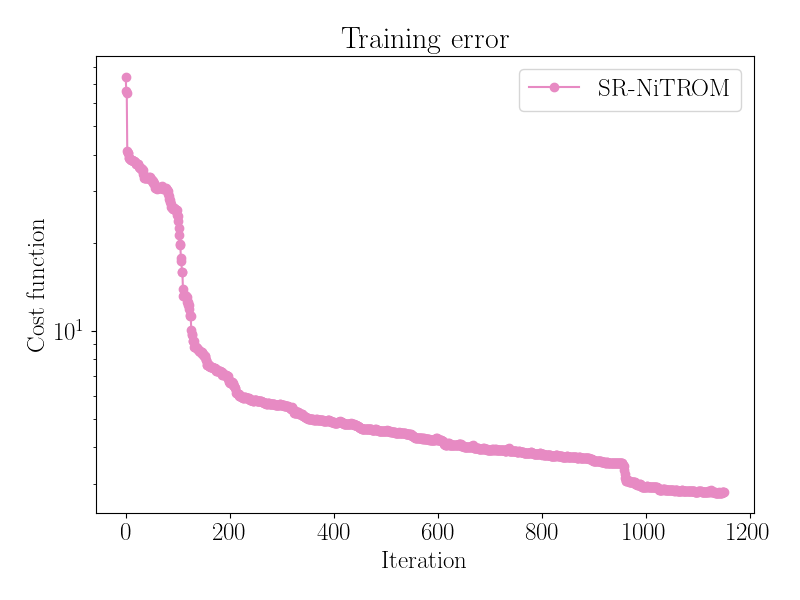 Training error
SR-NiTROM
Cost function
10^1
0 200 400 600 800 1000 1200
Iteration